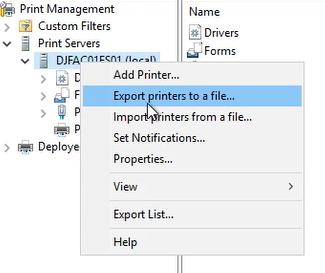 Print Management
Custom Filters
Print Servers
DJFAC01FS01 (local)
D
F
P
P
Deploye
Name
Drivers
Forms
Add Printer...
Export printers to a file...
Import printers from a file...
Set Notifications...
Properties...
View
Export List...
Help